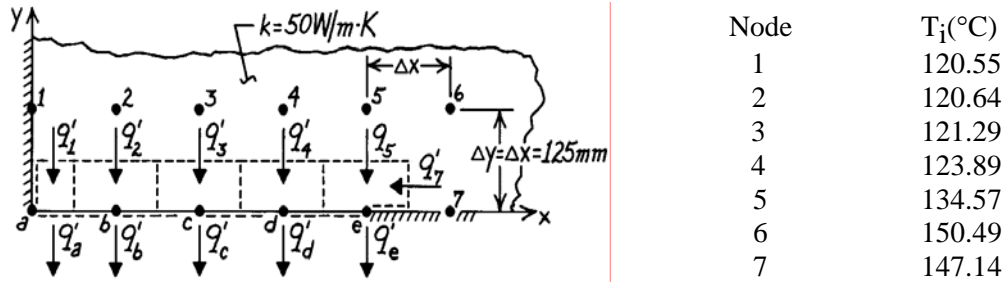 y
k=50W/m·K
Δx
1 2 3 4 5 6
q'1 q'2 q'3 q'4 q5
Δy=Δx=125mm
q'7
a b c d e 7 x
q'a q'b q'c q'd q'e
Node Ti(°C)
1 120.55
2 120.64
3 121.29
4 123.89
5 134.57
6 150.49
7 147.14